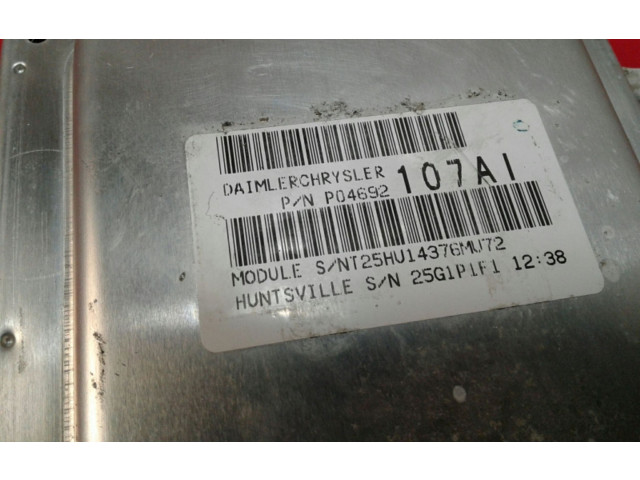 DAIMLERCHRYSLER
P/N P04692 107AI
MODULE S/NT25HU14376MU72
HUNTSVILLE S/N 25G1P1F1 12:38